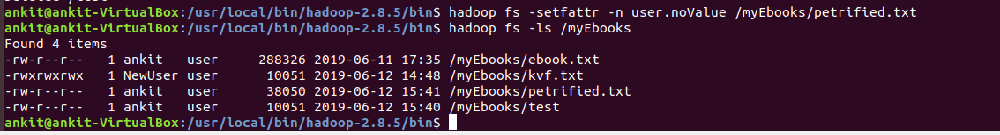 ankit@ankit-VirtualBox:/usr/local/bin/hadoop-2.8.5/bin$ hadoop fs -setfattr -n user.noValue /myEbooks/petrified.txt
ankit@ankit-VirtualBox:/usr/local/bin/hadoop-2.8.5/bin$ hadoop fs -ls /myEbooks
Found 4 items
-rw-r--r--   1 ankit   user     288326 2019-06-11 17:35 /myEbooks/ebook.txt
-rwxrwxrwx   1 NewUser user      10051 2019-06-12 14:48 /myEbooks/kvf.txt
-rw-r--r--   1 ankit   user      38050 2019-06-12 15:41 /myEbooks/petrified.txt
-rw-r--r--   1 ankit   user      10051 2019-06-12 15:40 /myEbooks/test
ankit@ankit-VirtualBox:/usr/local/bin/hadoop-2.8.5/bin$